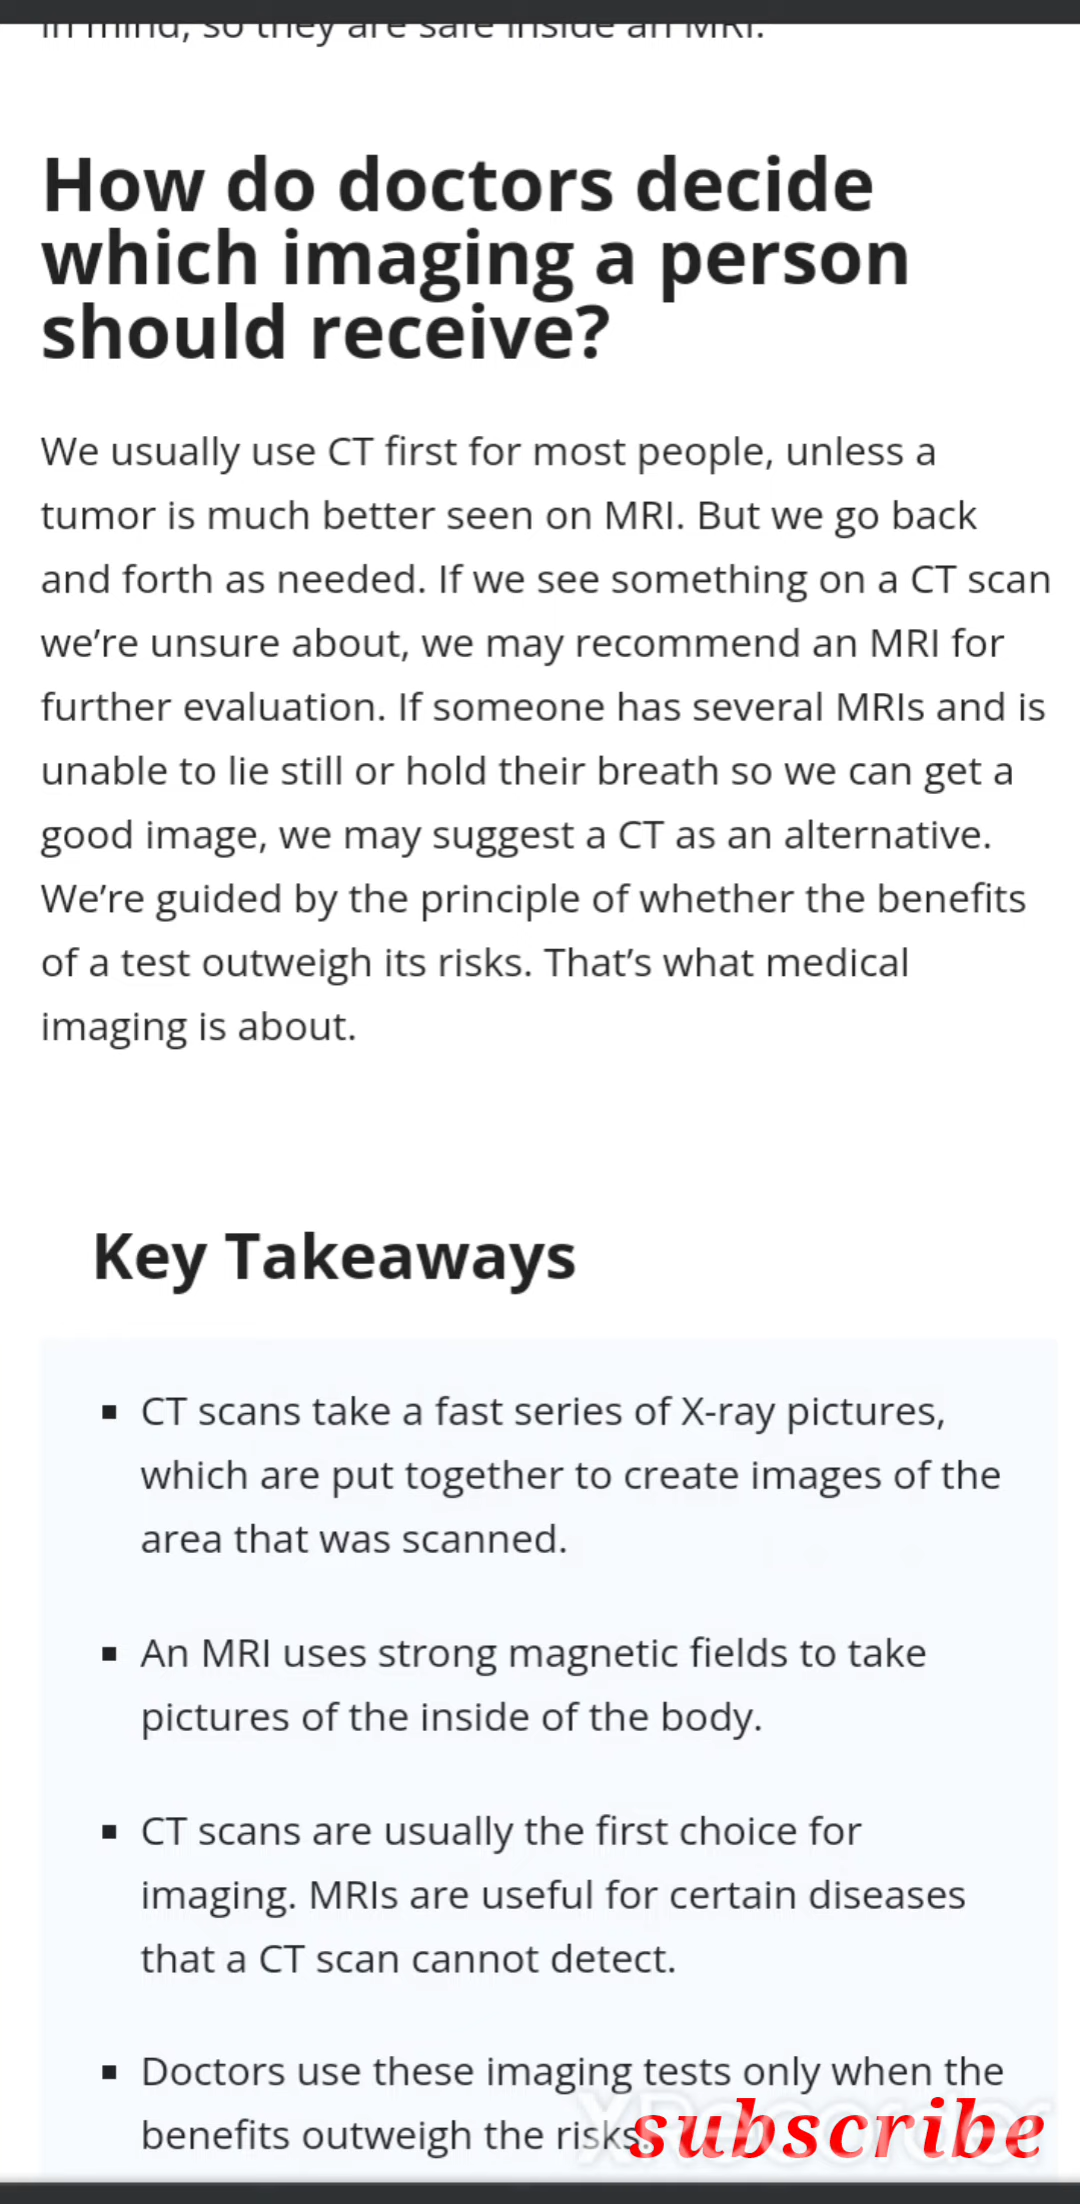 in mind, so they are safe inside an MRI.
How do doctors decide
which imaging a person
should receive?
We usually use CT first for most people, unless a
tumor is much better seen on MRI. But we go back
and forth as needed. If we see something on a CT scan
we’re unsure about, we may recommend an MRI for
further evaluation. If someone has several MRIs and is
unable to lie still or hold their breath so we can get a
good image, we may suggest a CT as an alternative.
We’re guided by the principle of whether the benefits
of a test outweigh its risks. That’s what medical
imaging is about.
Key Takeaways
▪ CT scans take a fast series of X-ray pictures,
which are put together to create images of the
area that was scanned.
▪ An MRI uses strong magnetic fields to take
pictures of the inside of the body.
▪ CT scans are usually the first choice for
imaging. MRIs are useful for certain diseases
that a CT scan cannot detect.
▪ Doctors use these imaging tests only when the
benefits outweigh the risks.
subscribe